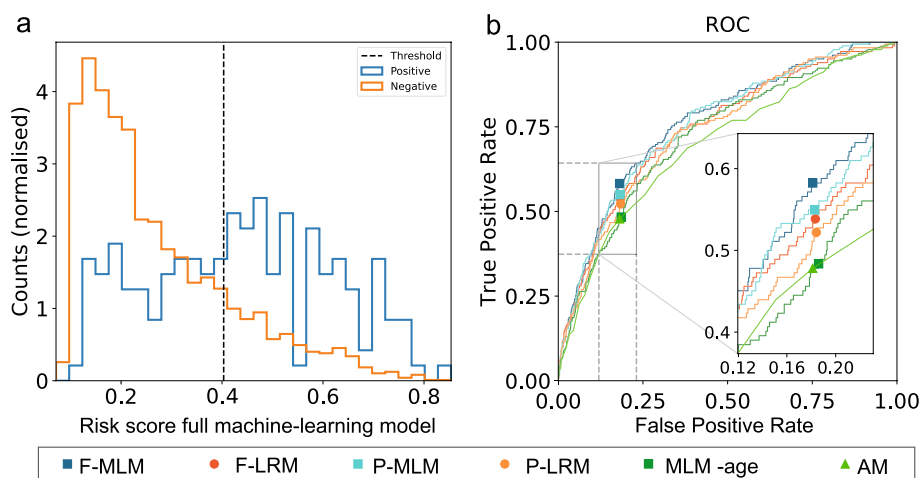 a
b
ROC
Threshold
Positive
Negative
Counts (normalised)
4
3
2
1
0
0.2
0.4
0.6
0.8
Risk score full machine-learning model
True Positive Rate
1.00
0.75
0.50
0.25
0.00
0.6
0.5
0.4
0.12
0.16
0.20
0.00
0.25
0.50
0.75
1.00
False Positive Rate
F-MLM
F-LRM
P-MLM
P-LRM
MLM -age
AM